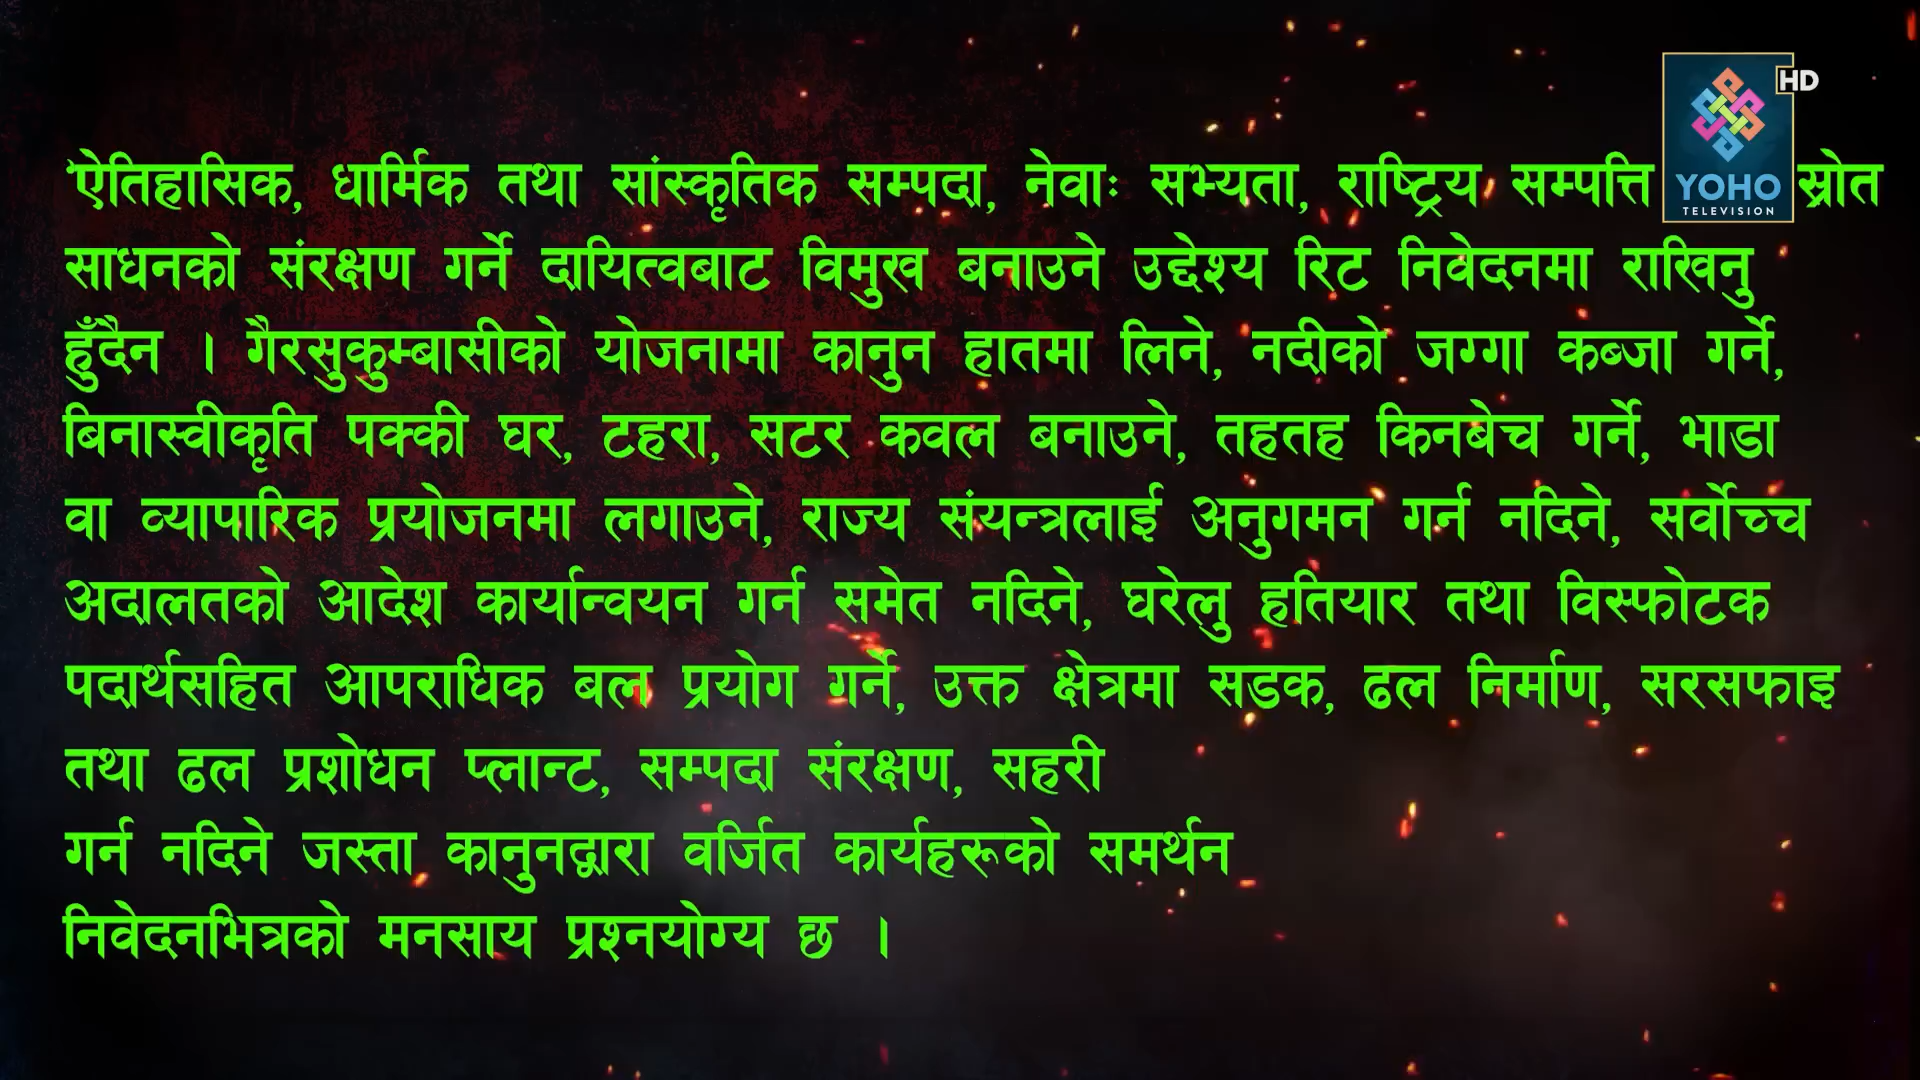 ‘ऐतिहासिक, धार्मिक तथा सांस्कृतिक सम्पदा, नेवाः सभ्यता, राष्ट्रिय सम्पत्ति स्रोत
साधनको संरक्षण गर्ने दायित्वबाट विमुख बनाउने उद्देश्य रिट निवेदनमा राखिनु
हुँदैन । गैरसुकुम्बासीको योजनामा कानुन हातमा लिने, नदीको जग्गा कब्जा गर्ने,
बिनास्वीकृति पक्की घर, टहरा, सटर कवल बनाउने, तहतह किनबेच गर्ने, भाडा
वा व्यापारिक प्रयोजनमा लगाउने, राज्य संयन्त्रलाई अनुगमन गर्न नदिने, सर्वोच्च
अदालतको आदेश कार्यान्वयन गर्न समेत नदिने, घरेलु हतियार तथा विस्फोटक
पदार्थसहित आपराधिक बल प्रयोग गर्ने, उक्त क्षेत्रमा सडक, ढल निर्माण, सरसफाइ
तथा ढल प्रशोधन प्लान्ट, सम्पदा संरक्षण, सहरी
गर्न नदिने जस्ता कानुनद्वारा वर्जित कार्यहरूको समर्थन
निवेदनभित्रको मनसाय प्रश्नयोग्य छ ।
HD
YOHO
TELEVISION